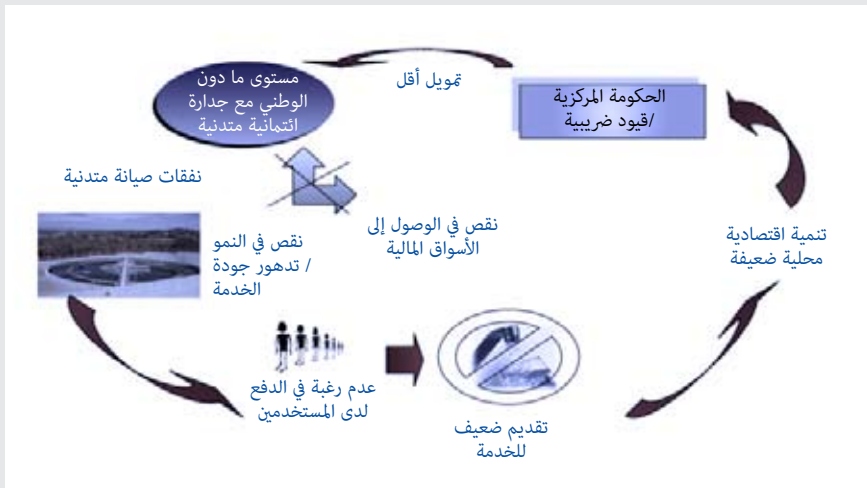 مستوى ما دون
الوطني مع جدارة
ائتمانية متدنية
تمويل أقل
الحكومة المركزية
/قيود ضريبية
نفقات صيانة متدنية
نقص في النمو
/ تدهور جودة
الخدمة
نقص في الوصول إلى
الأسواق المالية
تنمية اقتصادية
محلية ضعيفة
عدم رغبة في الدفع
لدى المستخدمين
تقديم ضعيف
للخدمة